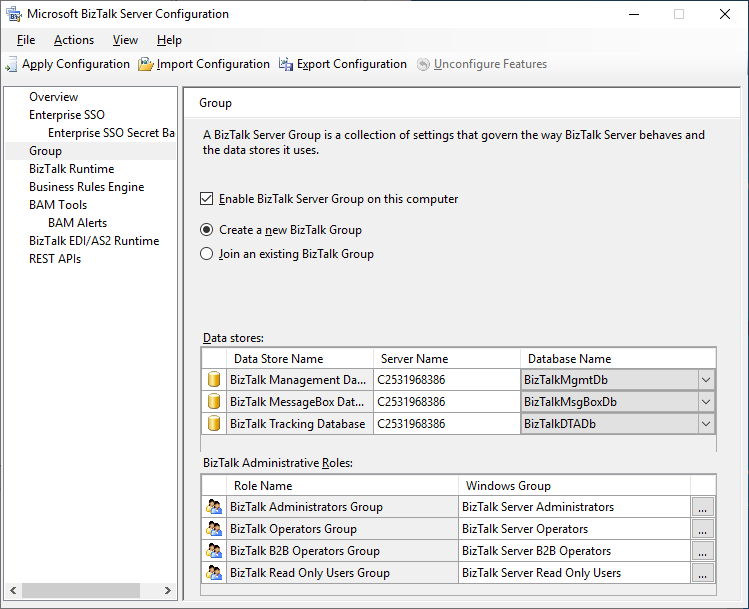 Microsoft BizTalk Server Configuration
File Actions View Help
Apply Configuration Import Configuration Export Configuration Unconfigure Features
Overview
Enterprise SSO
Enterprise SSO Secret Ba
Group
BizTalk Runtime
Business Rules Engine
BAM Tools
BAM Alerts
BizTalk EDI/AS2 Runtime
REST APIs
Group
A BizTalk Server Group is a collection of settings that govern the way BizTalk Server behaves and
the data stores it uses.
Enable BizTalk Server Group on this computer
Create a new BizTalk Group
Join an existing BizTalk Group
Data stores:
Data Store Name Server Name Database Name
BizTalk Management Da... C2531968386 BizTalkMgmtDb
BizTalk MessageBox Dat... C2531968386 BizTalkMsgBoxDb
BizTalk Tracking Database C2531968386 BizTalkDTADb
BizTalk Administrative Roles:
Role Name Windows Group
BizTalk Administrators Group BizTalk Server Administrators ...
BizTalk Operators Group BizTalk Server Operators ...
BizTalk B2B Operators Group BizTalk Server B2B Operators ...
BizTalk Read Only Users Group BizTalk Server Read Only Users ...